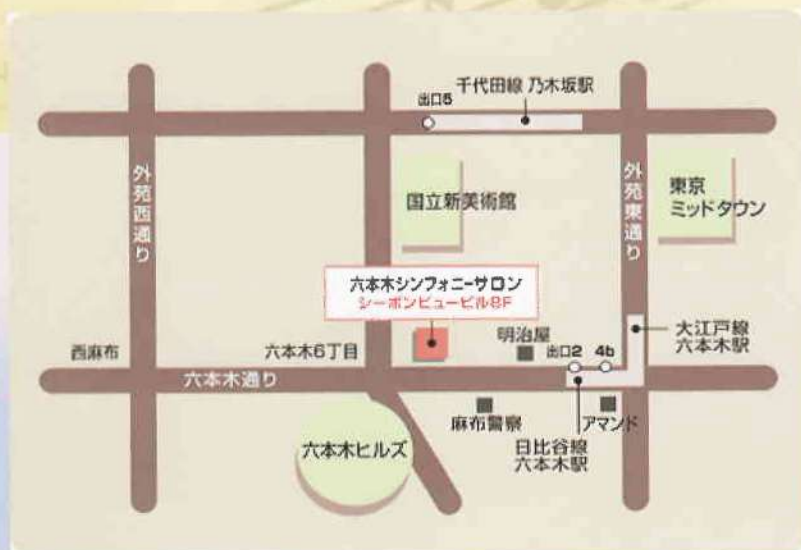 千代田線 乃木坂駅
出口5
外苑西通り
国立新美術館
外苑東通り
東京
ミッドタウン
六本木シンフォニーサロン
シーボンビュービル8F
大江戸線
六本木駅
明治屋
出口2
4b
西麻布
六本木6丁目
六本木通り
麻布警察
アマンド
日比谷線
六本木駅
六本木ヒルズ